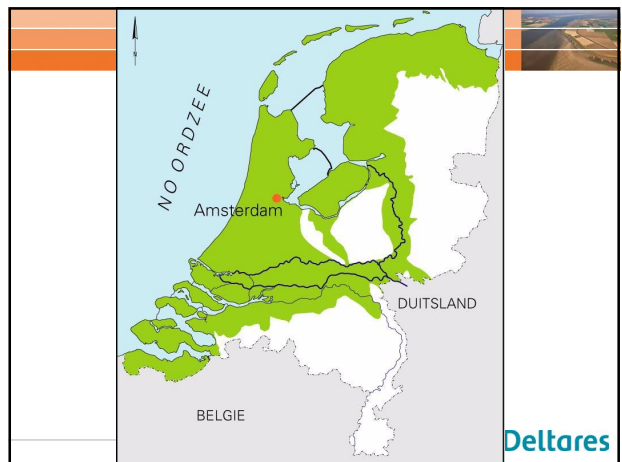 N
NOORDZEE
Amsterdam
DUITSLAND
BELGIE
Deltares